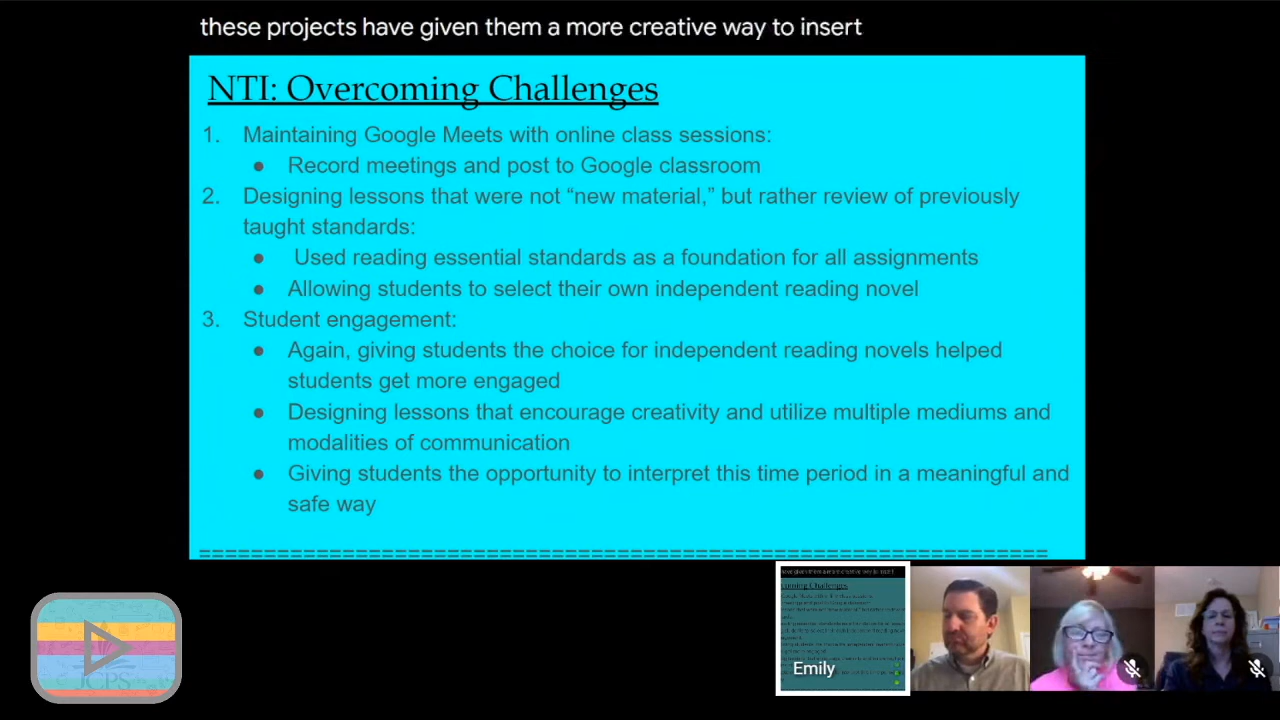 these projects have given them a more creative way to insert
NTI: Overcoming Challenges
1. Maintaining Google Meets with online class sessions:
● Record meetings and post to Google classroom
2. Designing lessons that were not “new material,” but rather review of previously
taught standards:
● Used reading essential standards as a foundation for all assignments
● Allowing students to select their own independent reading novel
3. Student engagement:
● Again, giving students the choice for independent reading novels helped
students get more engaged
● Designing lessons that encourage creativity and utilize multiple mediums and
modalities of communication
● Giving students the opportunity to interpret this time period in a meaningful and
safe way
coming Challenges
Emily
JCPS